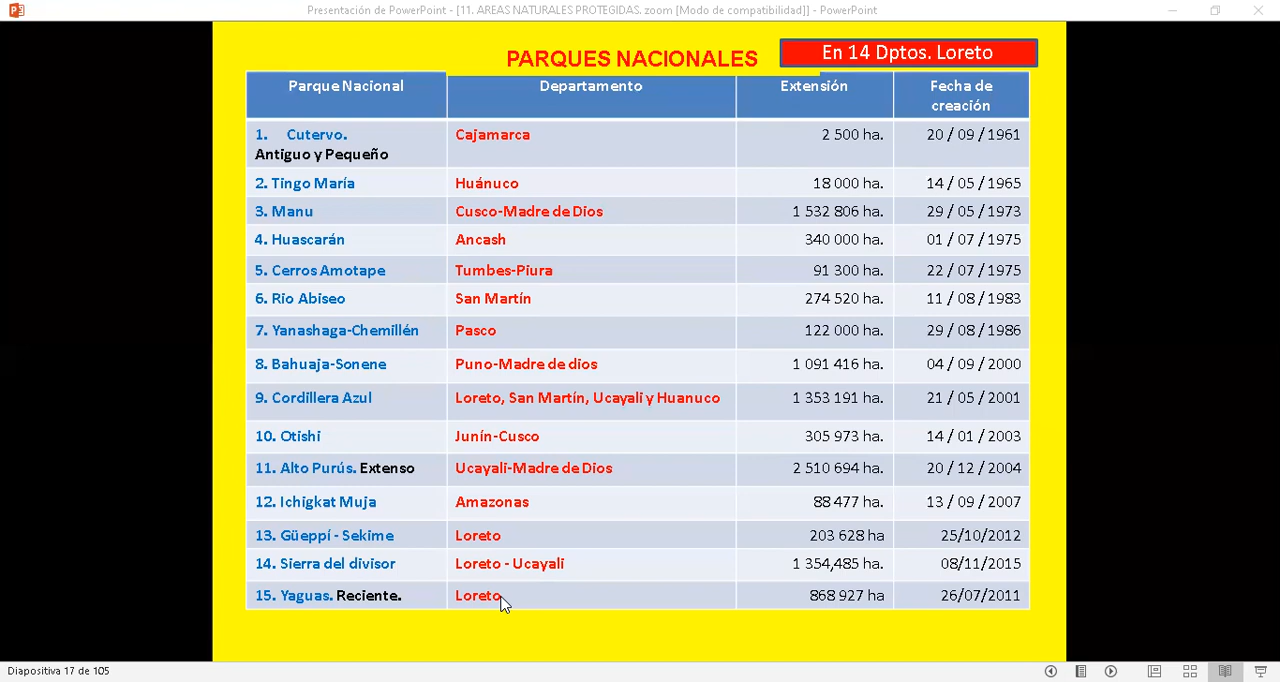 Presentación de PowerPoint - [11. AREAS NATURALES PROTEGIDAS. zoom [Modo de compatibilidad]] - PowerPoint
PARQUES NACIONALES
En 14 Dptos. Loreto
Parque Nacional Departamento Extensión Fecha de
creación
1. Cutervo. Cajamarca 2 500 ha. 20 / 09 / 1961
Antiguo y Pequeño
2. Tingo María Huánuco 18 000 ha. 14 / 05 / 1965
3. Manu Cusco-Madre de Dios 1 532 806 ha. 29 / 05 / 1973
4. Huascarán Ancash 340 000 ha. 01 / 07 / 1975
5. Cerros Amotape Tumbes-Piura 91 300 ha. 22 / 07 / 1975
6. Rio Abiseo San Martín 274 520 ha. 11 / 08 / 1983
7. Yanashaga-Chemillén Pasco 122 000 ha. 29 / 08 / 1986
8. Bahuaja-Sonene Puno-Madre de dios 1 091 416 ha. 04 / 09 / 2000
9. Cordillera Azul Loreto, San Martín, Ucayali y Huanuco 1 353 191 ha. 21 / 05 / 2001
10. Otishi Junín-Cusco 305 973 ha. 14 / 01 / 2003
11. Alto Purús. Extenso Ucayali-Madre de Dios 2 510 694 ha. 20 / 12 / 2004
12. Ichigkat Muja Amazonas 88 477 ha. 13 / 09 / 2007
13. Güeppí - Sekime Loreto 203 628 ha 25/10/2012
14. Sierra del divisor Loreto - Ucayali 1 354,485 ha. 08/11/2015
15. Yaguas. Reciente. Loreto 868 927 ha 26/07/2011
Diapositiva 17 de 105